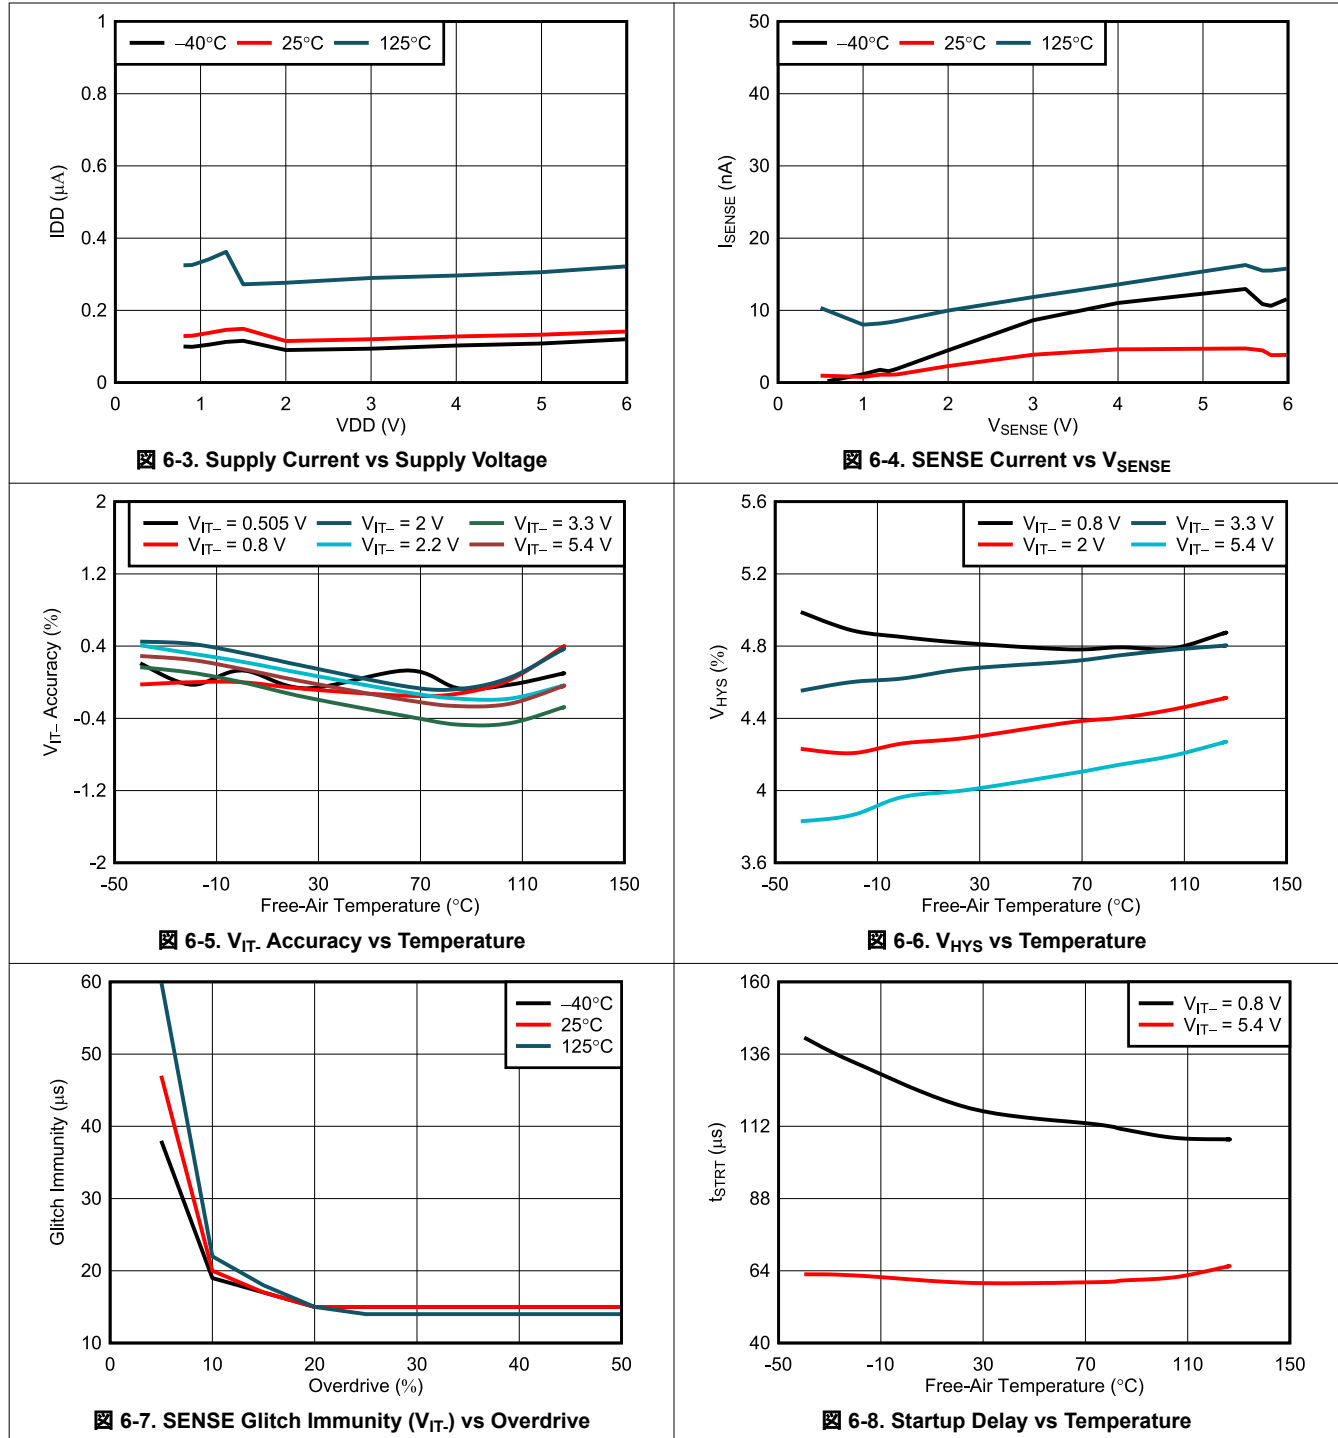 1
0.8
0.6
0.4
0.2
0
–40°C 25°C 125°C
IDD (µA)
0 1 2 3 4 5 6
VDD (V)
図 6-3. Supply Current vs Supply Voltage
50
40
30
20
10
0
–40°C 25°C 125°C
ISENSE (nA)
0 1 2 3 4 5 6
VSENSE (V)
図 6-4. SENSE Current vs VSENSE
2
1.2
0.4
-0.4
-1.2
-2
VIT– = 0.505 V VIT– = 2 V VIT– = 3.3 V
VIT– = 0.8 V VIT– = 2.2 V VIT– = 5.4 V
VIT– Accuracy (%)
-50 -10 30 70 110 150
Free-Air Temperature (°C)
図 6-5. VIT- Accuracy vs Temperature
5.6
5.2
4.8
4.4
4
3.6
VIT– = 0.8 V VIT– = 3.3 V
VIT– = 2 V VIT– = 5.4 V
VHYS (%)
-50 -10 30 70 110 150
Free-Air Temperature (°C)
図 6-6. VHYS vs Temperature
60
50
40
30
20
10
–40°C
25°C
125°C
Glitch Immunity (µs)
0 10 20 30 40 50
Overdrive (%)
図 6-7. SENSE Glitch Immunity (VIT-) vs Overdrive
160
136
112
88
64
40
VIT– = 0.8 V
VIT– = 5.4 V
tSTRT (µs)
-50 -10 30 70 110 150
Free-Air Temperature (°C)
図 6-8. Startup Delay vs Temperature